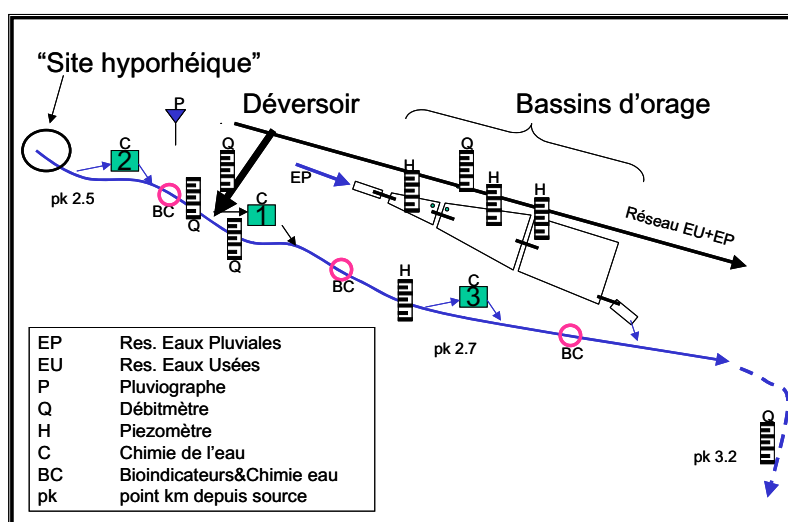 “Site hyporhéique”
P
Déversoir
Bassins d’orage
C
2
Q
H
Q
H
H
EP
pk 2.5
BC
Q
C
1
Q
Réseau EU+EP
BC
H
C
3
pk 2.7
BC
EP Res. Eaux Pluviales
EU Res. Eaux Usées
P Pluviographe
Q Débitmètre
H Piezomètre
C Chimie de l’eau
BC Bioindicateurs&Chimie eau
pk point km depuis source
Q
pk 3.2